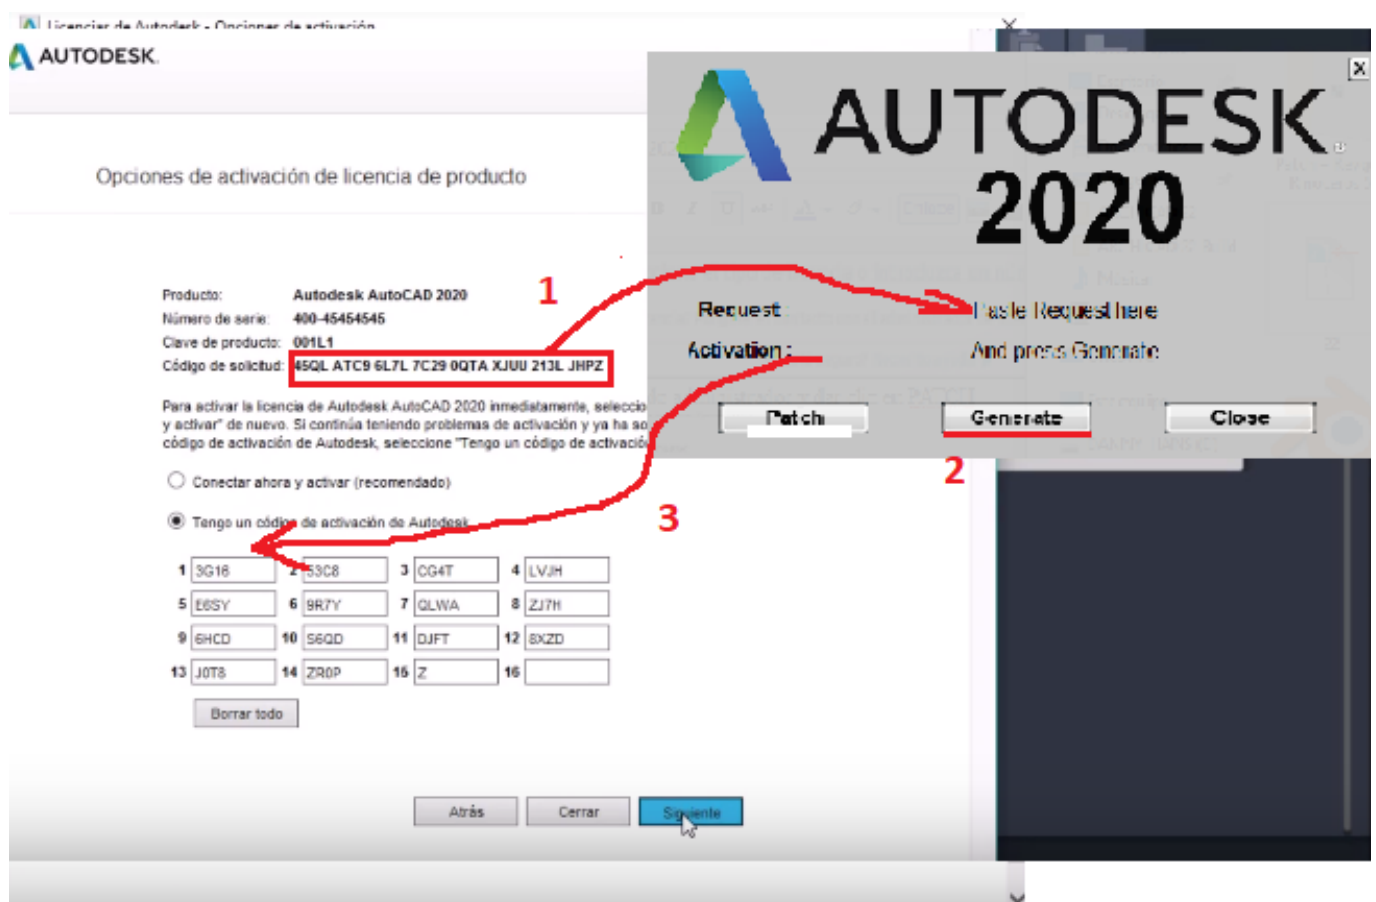 Licenciar de Autodesk - Opciones de activación
AUTODESK.
AUTODESK
2020
Opciones de activación de licencia de producto
1
Producto: Autodesk AutoCAD 2020
Número de serie: 400-45454545
Clave de producto: 001L1
Código de solicitud: 45QL ATC9 6L7L 7C29 0QTA XJUU 213L JHPZ
Request: Paste Request here
Activation: And press Generate
Patch Generate Close
2
Para activar la licencia de Autodesk AutoCAD 2020 inmediatamente, seleccio
y activar" de nuevo. Si continúa teniendo problemas de activación y ya ha so
código de activación de Autodesk, seleccione "Tengo un código de activación
Conectar ahora y activar (recomendado)
3
Tengo un código de activación de Autodesk
1 3G16 2 53C8 3 CG4T 4 LVJH
5 E6SY 6 9R7Y 7 QLWA 8 ZJ7H
9 6HCD 10 S6QD 11 DJFT 12 8XZD
13 J0T8 14 ZR0P 15 Z 16
Borrar todo
Atrás Cerrar Siguiente